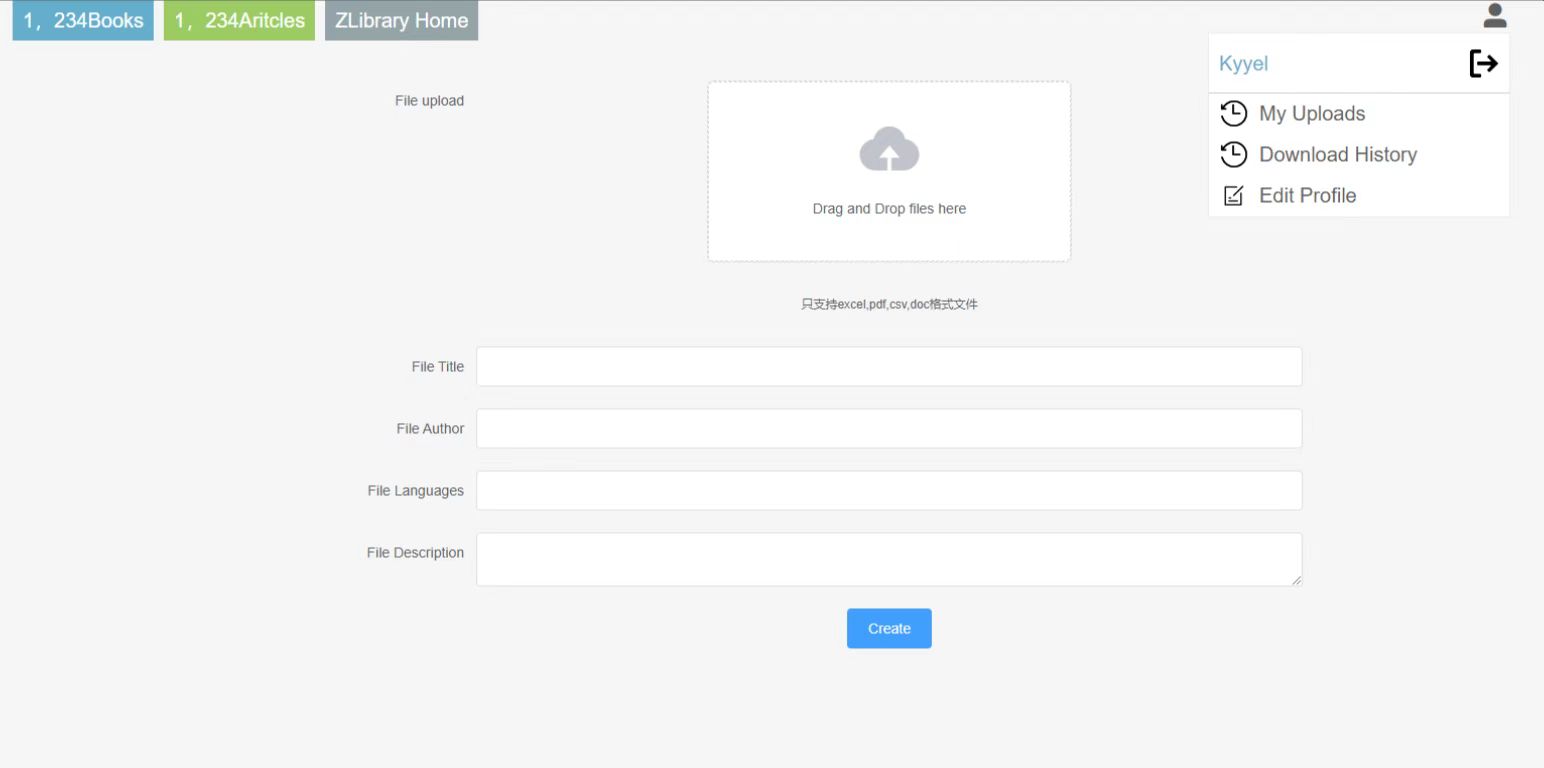 1，234Books
1，234Aritcles
ZLibrary Home
Kyyel
My Uploads
Download History
Edit Profile
File upload
Drag and Drop files here
只支持excel,pdf,csv,doc格式文件
File Title
File Author
File Languages
File Description
Create